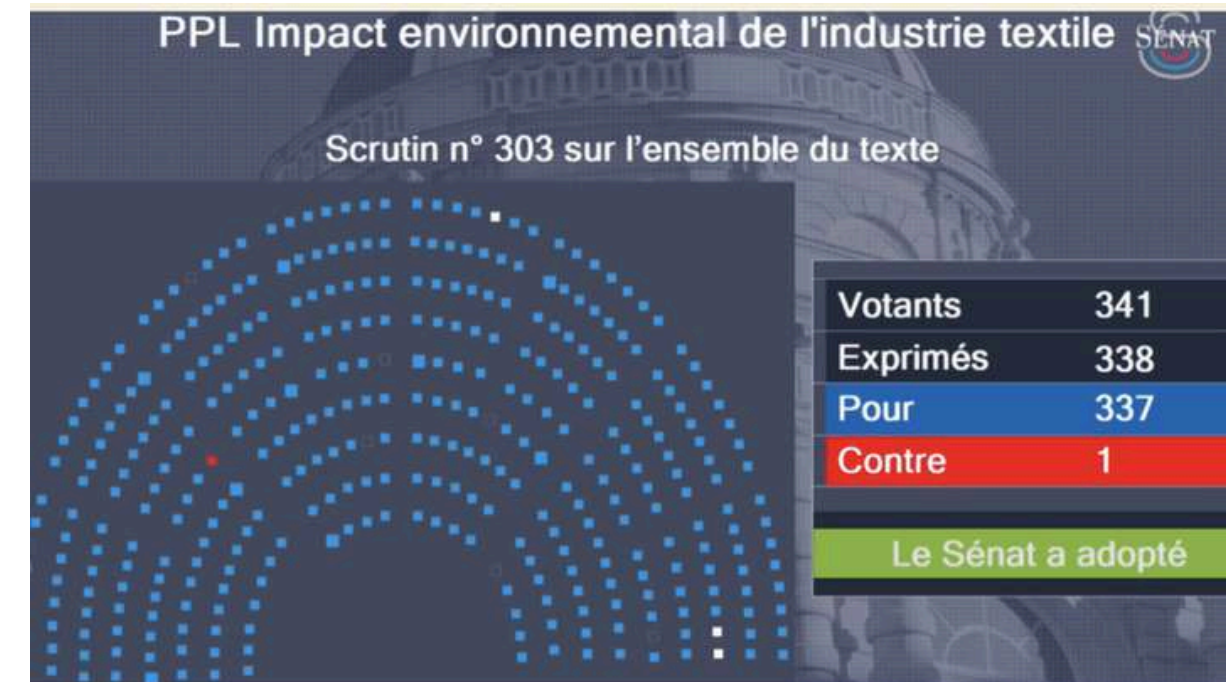 PPL Impact environnemental de l'industrie textile
SÉNAT
Scrutin n° 303 sur l’ensemble du texte
Votants 341
Exprimés 338
Pour 337
Contre 1
Le Sénat a adopté